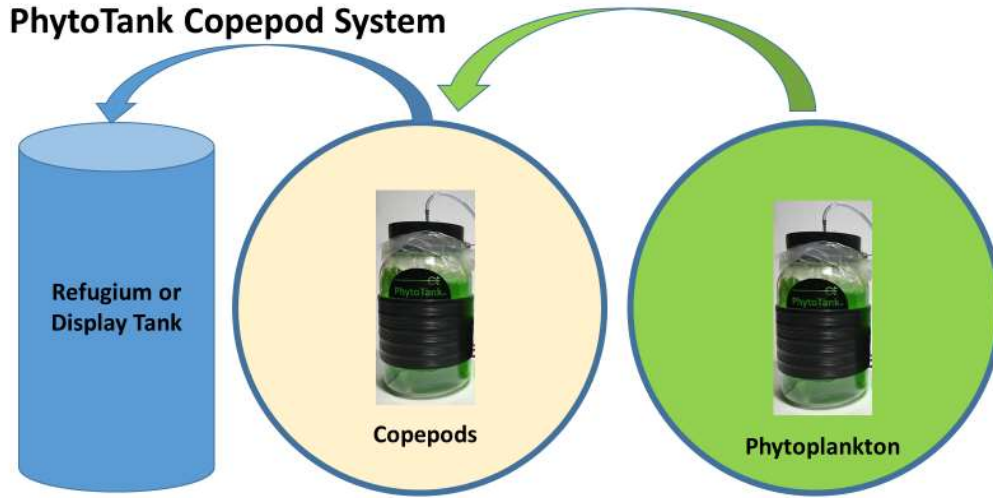 PhytoTank Copepod System
Refugium or
Display Tank
PhytoTank
Copepods
PhytoTank
Phytoplankton